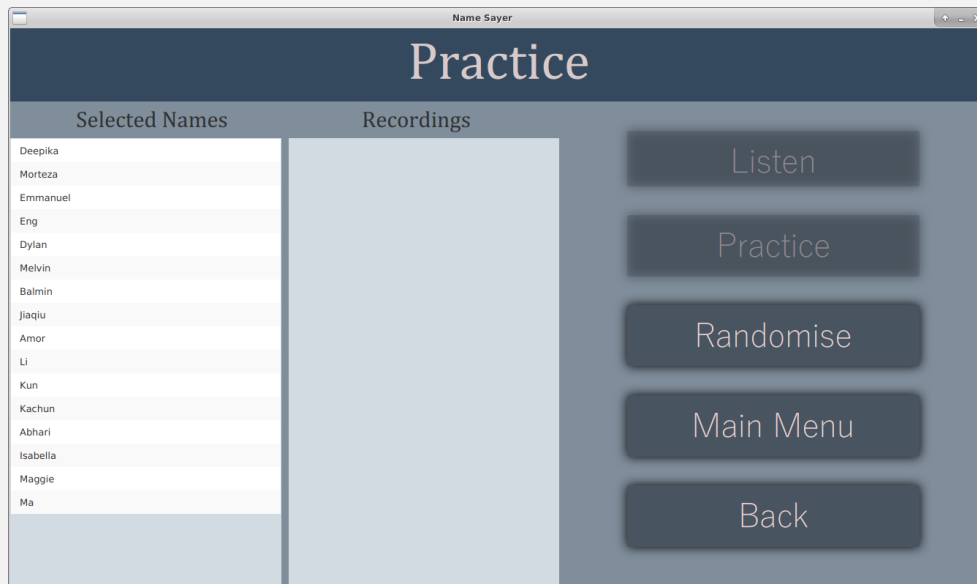 Name Sayer
Practice
Selected Names
Recordings
Deepika
Morteza
Emmanuel
Eng
Dylan
Melvin
Balmin
Jiaqiu
Amor
Li
Kun
Kachun
Abhari
Isabella
Maggie
Ma
Listen
Practice
Randomise
Main Menu
Back